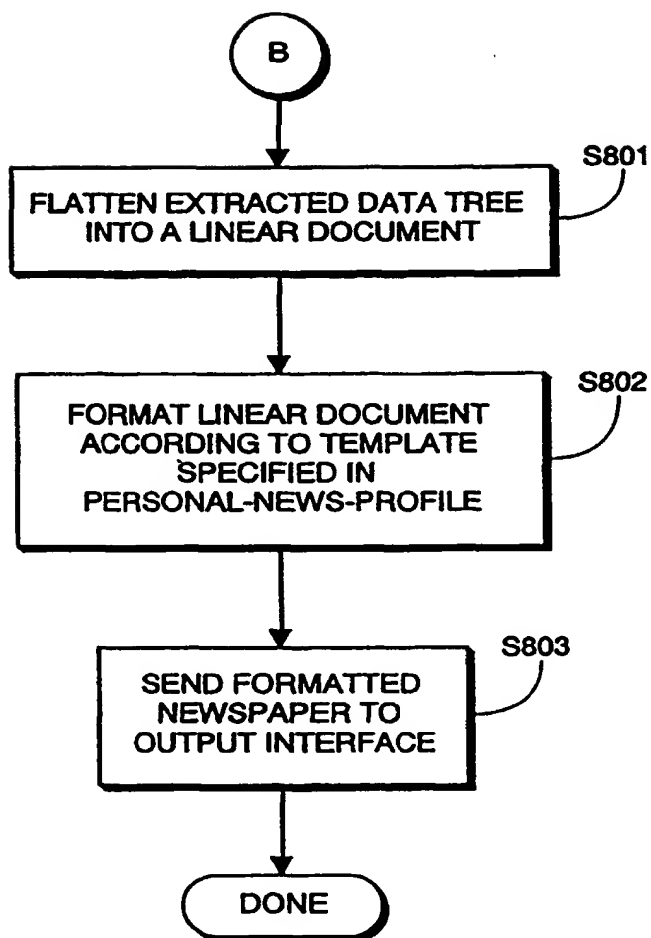 B
S801
FLATTEN EXTRACTED DATA TREE
INTO A LINEAR DOCUMENT
S802
FORMAT LINEAR DOCUMENT
ACCORDING TO TEMPLATE
SPECIFIED IN
PERSONAL-NEWS-PROFILE
S803
SEND FORMATTED
NEWSPAPER TO
OUTPUT INTERFACE
DONE